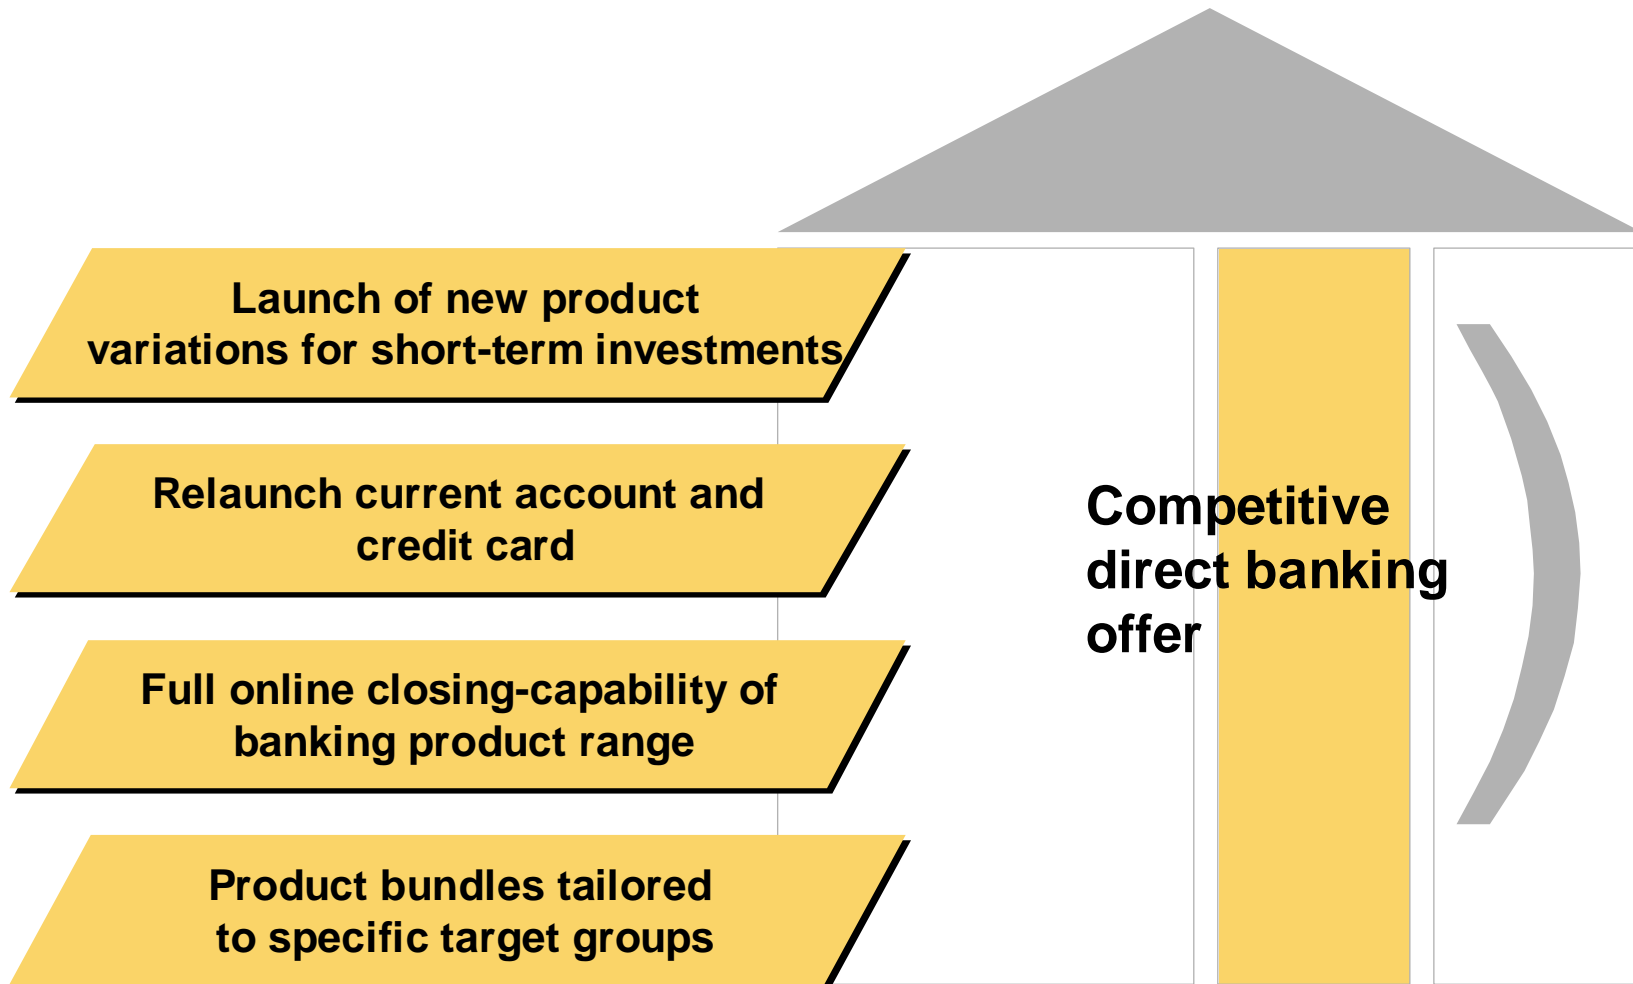 Launch of new product
variations for short-term investments
Relaunch current account and
credit card
Full online closing-capability of
banking product range
Product bundles tailored
to specific target groups
Competitive
direct banking
offer